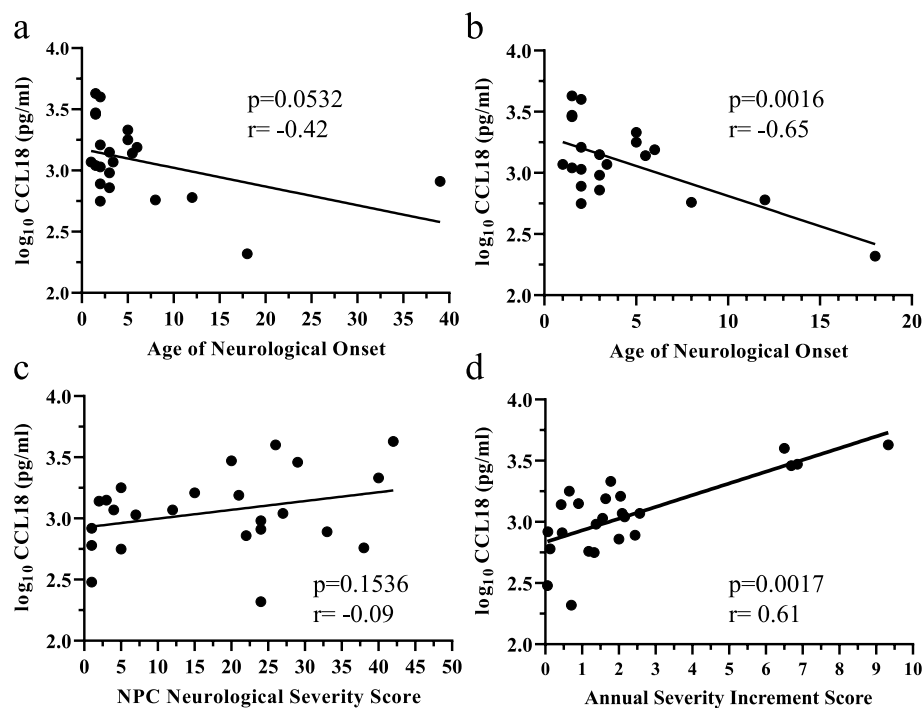 a
4.0
3.5
3.0
2.5
2.0
log₁₀ CCL18 (pg/ml)
p=0.0532
r= -0.42
0 5 10 15 20 25 30 35 40
Age of Neurological Onset
b
4.0
3.5
3.0
2.5
2.0
log₁₀ CCL18 (pg/ml)
p=0.0016
r= -0.65
0 5 10 15 20
Age of Neurological Onset
c
4.0
3.5
3.0
2.5
2.0
log₁₀ CCL18 (pg/ml)
p=0.1536
r= -0.09
0 5 10 15 20 25 30 35 40 45 50
NPC Neurological Severity Score
d
4.0
3.5
3.0
2.5
2.0
log₁₀ CCL18 (pg/ml)
p=0.0017
r= 0.61
0 1 2 3 4 5 6 7 8 9 10
Annual Severity Increment Score